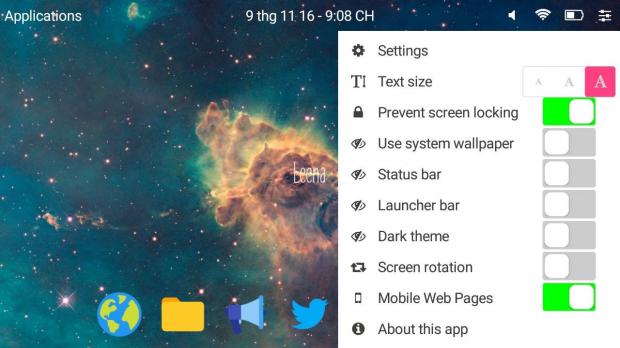 Applications
9 thg 11 16 - 9:08 CH
Settings
Text size
A A A
Prevent screen locking
Use system wallpaper
Status bar
Launcher bar
Dark theme
Screen rotation
Mobile Web Pages
About this app
Leena